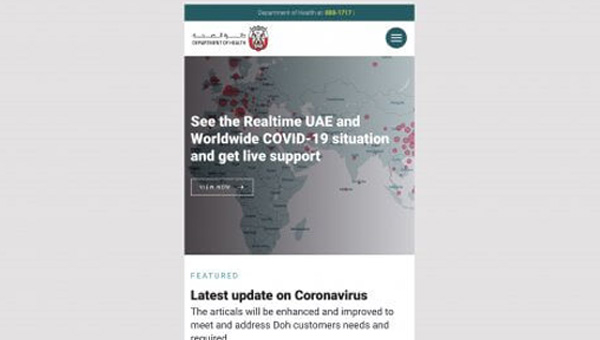 Department of Health at: 800-1717 |
دائـرة الـصـحـة
DEPARTMENT OF HEALTH
See the Realtime UAE and
Worldwide COVID-19 situation
and get live support
VIEW NOW →
FEATURED
Latest update on Coronavirus
The articals will be enhanced and improved to
meet and address Doh customers needs and
required